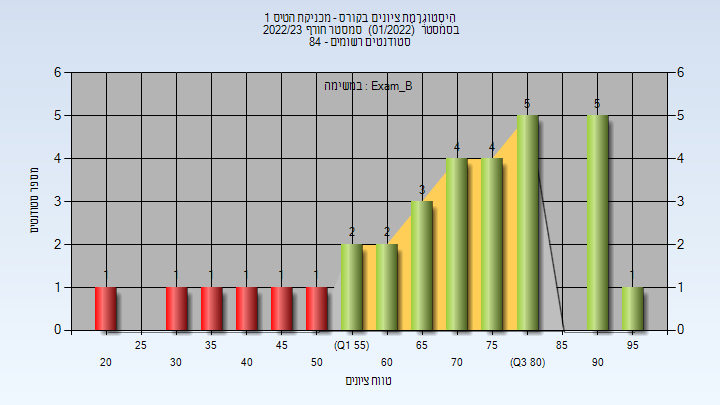 היסטוגרמת ציונים בקורס - מכניקת הטיס 1
בסמסטר (01/2022) סמסטר חורף 2022/23
סטודנטים רשומים - 84
במשימה : Exam_B
מספר סטודנטים
6 6
5 5
4 4
3 3
2 2
1 1
0 0
1 1 1 1 1 1 2 2 3 4 4 5 5 1
25 35 45 (Q1 55) 65 75 85 95
20 30 40 50 60 70 (Q3 80) 90
טווח ציונים